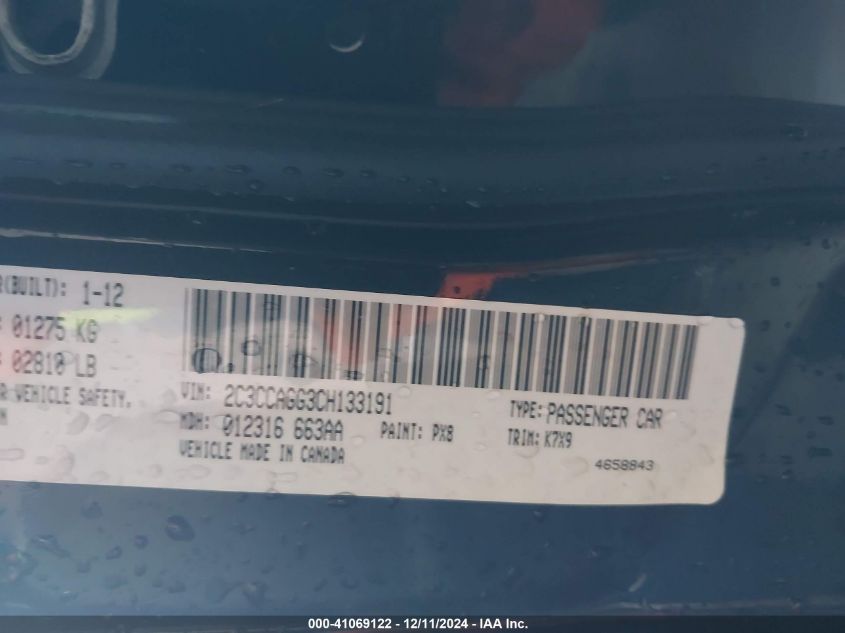 R(BUILT): 1-12
: 01275 KG
: 02810 LB
R VEHICLE SAFETY,
N
VIN: 2C3CCAGG3CH133191
MDH: 012316 663AA
PAINT: PX8
VEHICLE MADE IN CANADA
TYPE: PASSENGER CAR
TRIM: K7X9
4658843
000-41069122 - 12/11/2024 - IAA Inc.